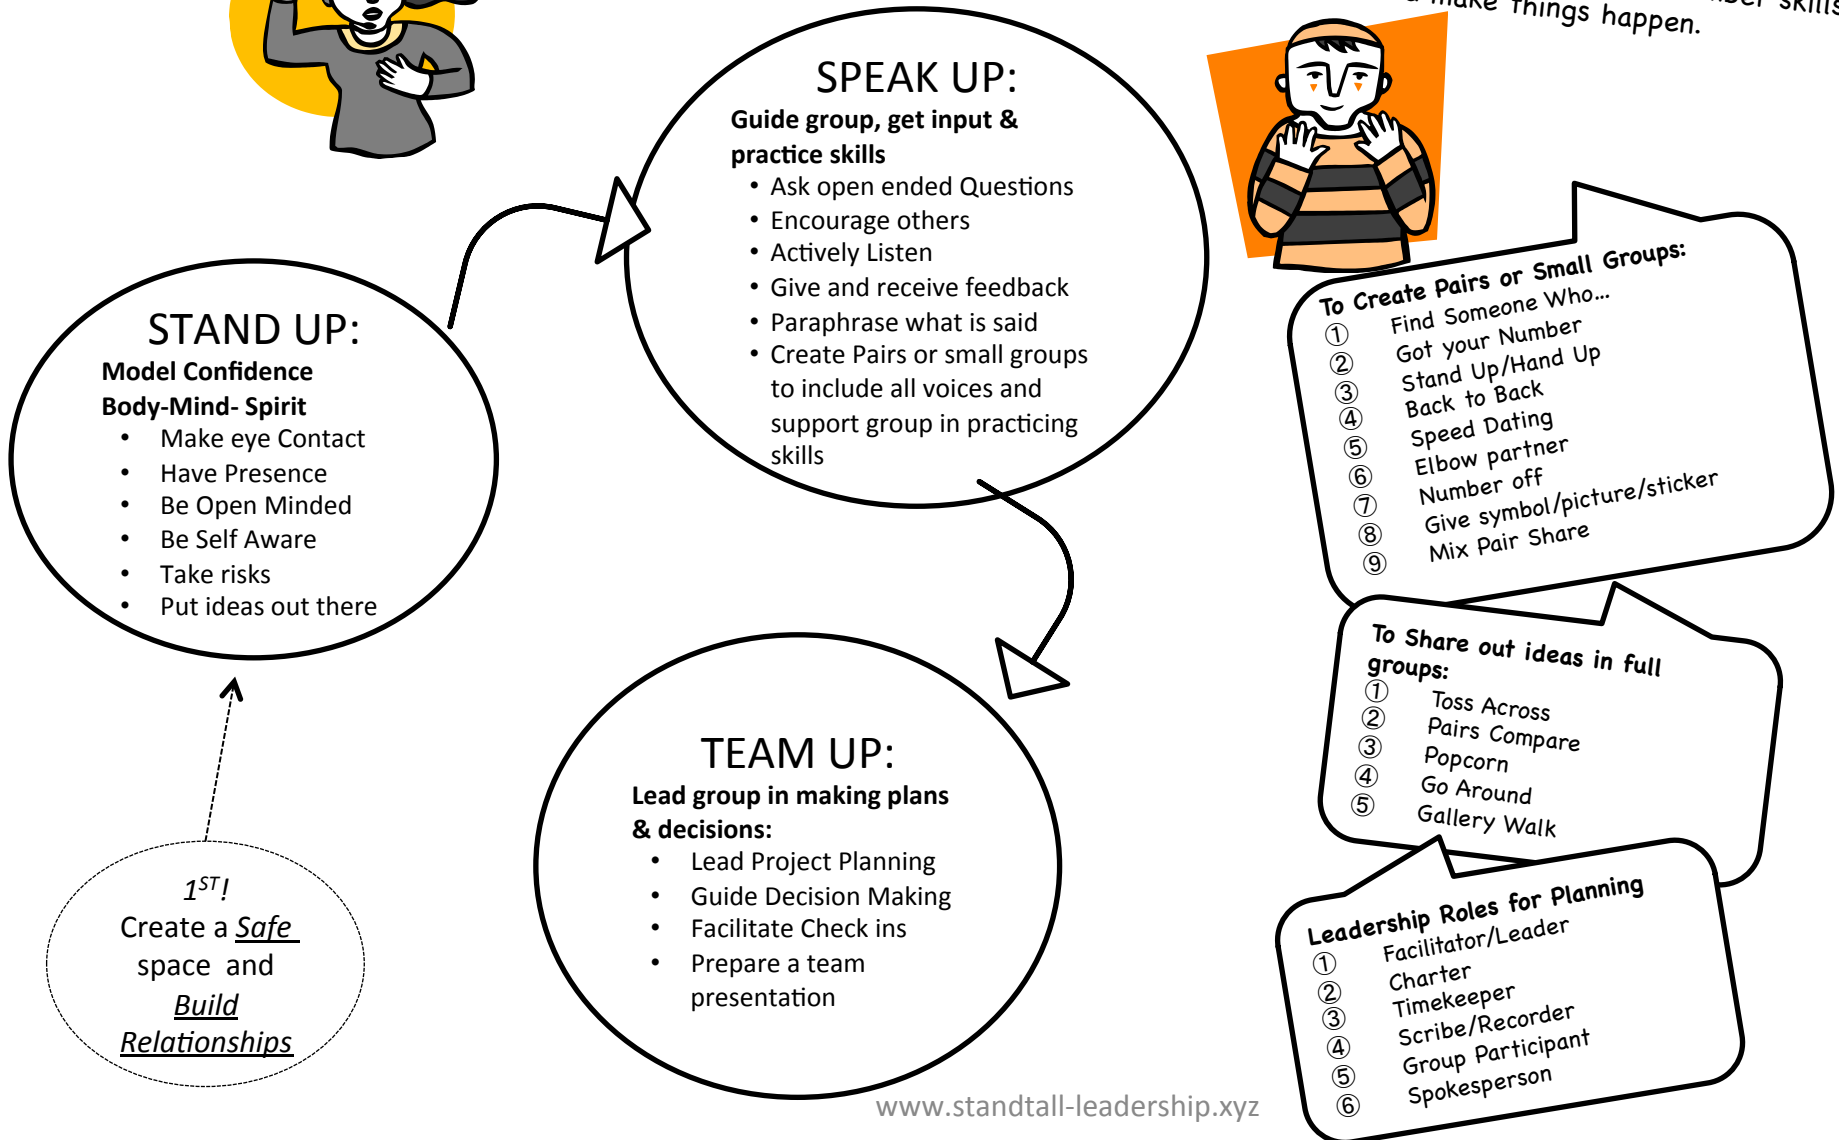 skills
make things happen.
SPEAK UP:
Guide group, get input &
practice skills
• Ask open ended Questions
• Encourage others
• Actively Listen
• Give and receive feedback
• Paraphrase what is said
• Create Pairs or small groups
to include all voices and
support group in practicing
skills
STAND UP:
Model Confidence
Body-Mind- Spirit
• Make eye Contact
• Have Presence
• Be Open Minded
• Be Self Aware
• Take risks
• Put ideas out there
1ST!
Create a Safe
space and
Build
Relationships
TEAM UP:
Lead group in making plans
& decisions:
• Lead Project Planning
• Guide Decision Making
• Facilitate Check ins
• Prepare a team
presentation
To Create Pairs or Small Groups:
① Find Someone Who...
② Got your Number
③ Stand Up/Hand Up
④ Back to Back
⑤ Speed Dating
⑥ Elbow partner
⑦ Number off
⑧ Give symbol/picture/sticker
⑨ Mix Pair Share
To Share out ideas in full
groups:
① Toss Across
② Pairs Compare
③ Popcorn
④ Go Around
⑤ Gallery Walk
Leadership Roles for Planning
① Facilitator/Leader
② Charter
③ Timekeeper
④ Scribe/Recorder
⑤ Group Participant
⑥ Spokesperson
www.standtall-leadership.xyz